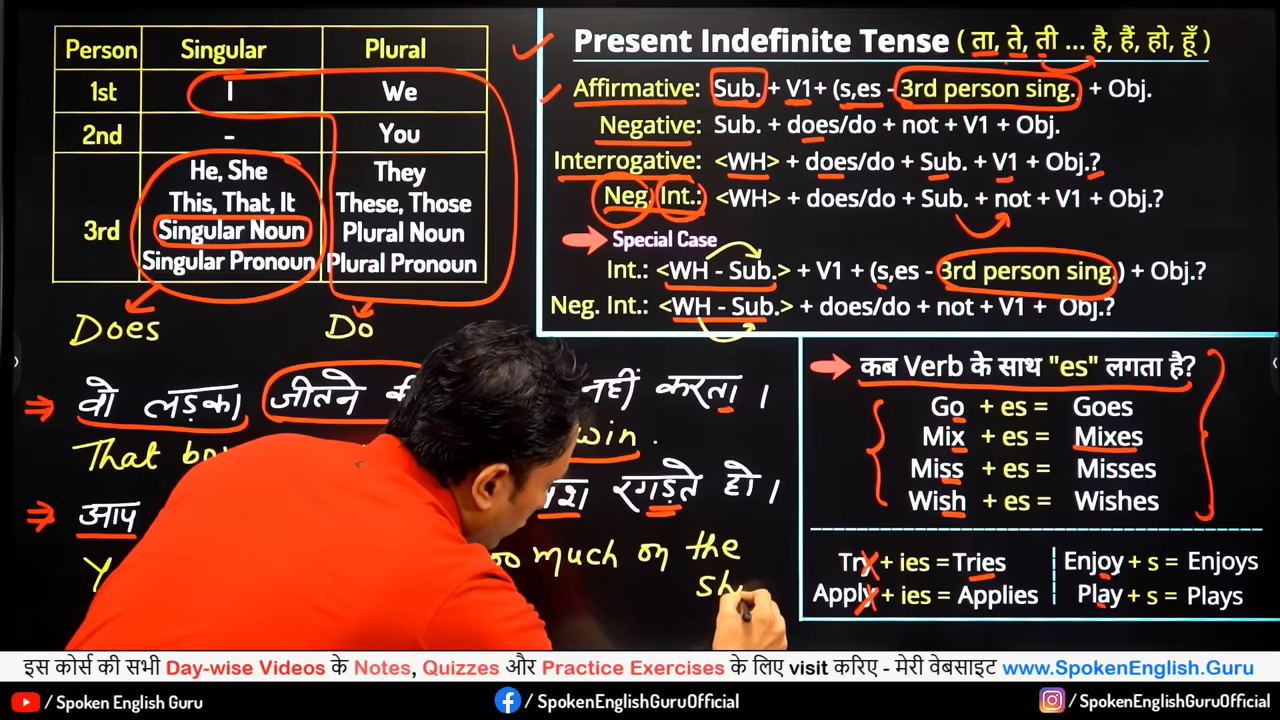 Person Singular Plural
1st I We
2nd - You
He, She They
This, That, It These, Those
3rd Singular Noun Plural Noun
Singular Pronoun Plural Pronoun
Does Do
Present Indefinite Tense ( ता, ते, ती ... है, हैं, हो, हूँ )
Affirmative: Sub. + V1+ (s,es - 3rd person sing. + Obj.
Negative: Sub. + does/do + not + V1 + Obj.
Interrogative: <WH> + does/do + Sub. + V1 + Obj.?
Neg. Int.: <WH> + does/do + Sub. + not + V1 + Obj.?
Special Case
Int.: <WH - Sub.> + V1 + (s,es - 3rd person sing.) + Obj.?
Neg. Int.: <WH - Sub.> + does/do + not + V1 + Obj.?
वो लड़का जीतने नहीं करता ।
That win .
आप रगड़ते हो ।
much on the
कब Verb के साथ "es" लगता है?
Go + es = Goes
Mix + es = Mixes
Miss + es = Misses
Wish + es = Wishes
Try + ies = Tries
Apply + ies = Applies
Enjoy + s = Enjoys
Play + s = Plays
इस कोर्स की सभी Day-wise Videos के Notes, Quizzes और Practice Exercises के लिए visit करिए - मेरी वेबसाइट www.SpokenEnglish.Guru
/ Spoken English Guru
/ SpokenEnglishGuruOfficial
/ SpokenEnglishGuruOfficial